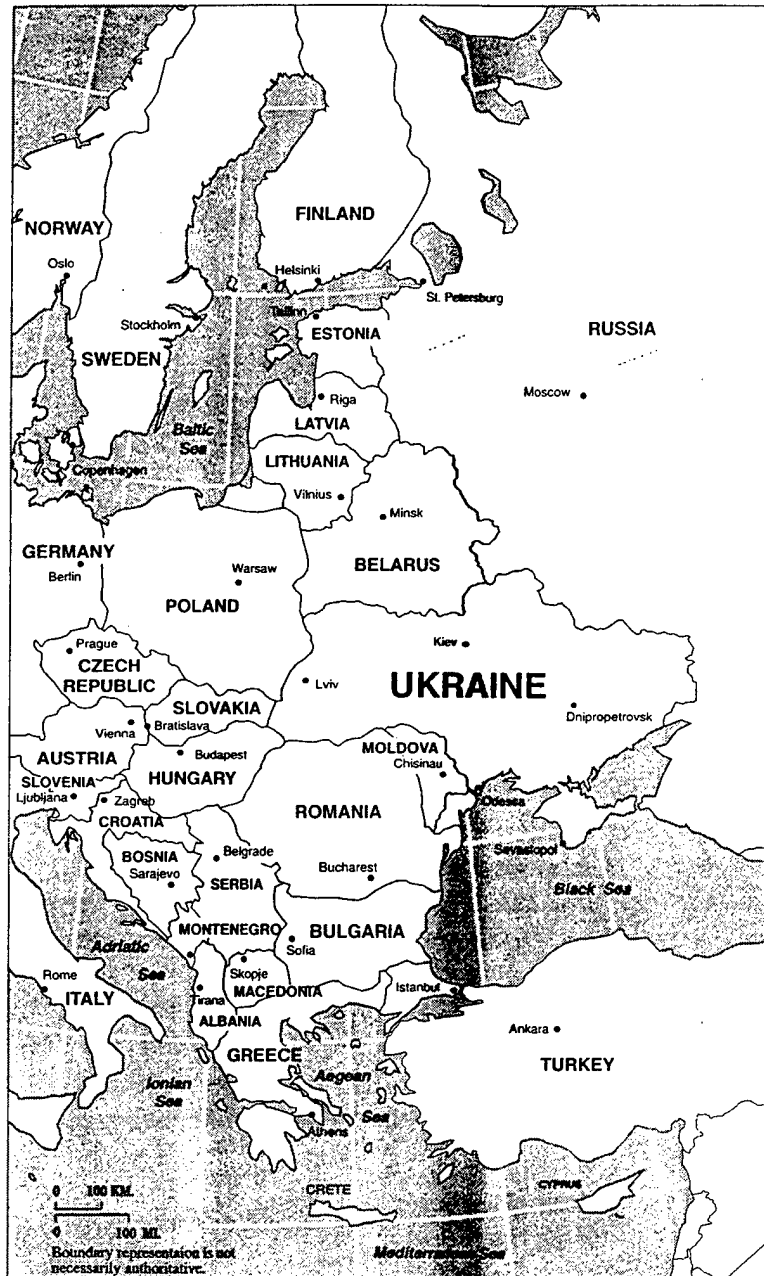 FINLAND
NORWAY
Oslo
Helsinki
St. Petersburg
Stockholm
Tallinn
ESTONIA
RUSSIA
SWEDEN
Moscow
Riga
LATVIA
Baltic
Sea
LITHUANIA
Copenhagen
Vilnius
Minsk
GERMANY
Berlin
Warsaw
BELARUS
POLAND
Prague
Kiev
CZECH
REPUBLIC
Lviv
UKRAINE
SLOVAKIA
Dnipropetrovsk
Vienna
Bratislava
AUSTRIA
Budapest
MOLDOVA
Chisinau
HUNGARY
SLOVENIA
Ljubljana
Zagreb
CROATIA
ROMANIA
Odessa
BOSNIA
Sarajevo
Belgrade
SERBIA
Bucharest
Sevastopol
Black Sea
MONTENEGRO
BULGARIA
Sofia
Adriatic
Sea
Skopje
MACEDONIA
Rome
ITALY
Tirana
ALBANIA
Istanbul
Ankara
TURKEY
GREECE
Ionian
Sea
Aegean
Sea
Athens
CRETE
CYPRUS
0 100 KM.
0 100 MI.
Boundary representaion is not
necessarily authoritative.
Mediterranean Sea